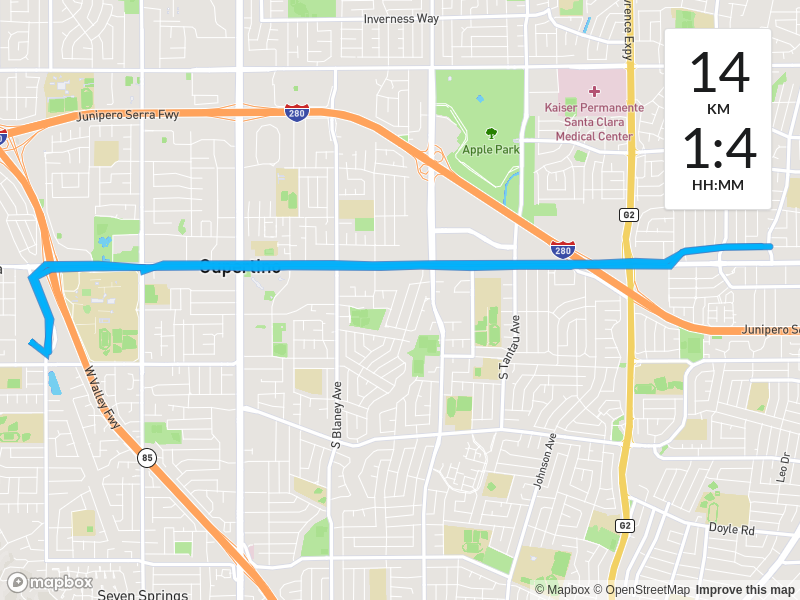 Inverness Way
wrence Expy
14
KM
1:4
HH:MM
Junipero Serra Fwy
280
Kaiser Permanente
Santa Clara
Medical Center
Apple Park
G2
280
Cupertino
S Tantau Ave
Junipero S
W Valley Fwy
S Blaney Ave
85
Johnson Ave
Leo Dr
G2
Doyle Rd
mapbox
© Mapbox © OpenStreetMap Improve this map
Seven Springs